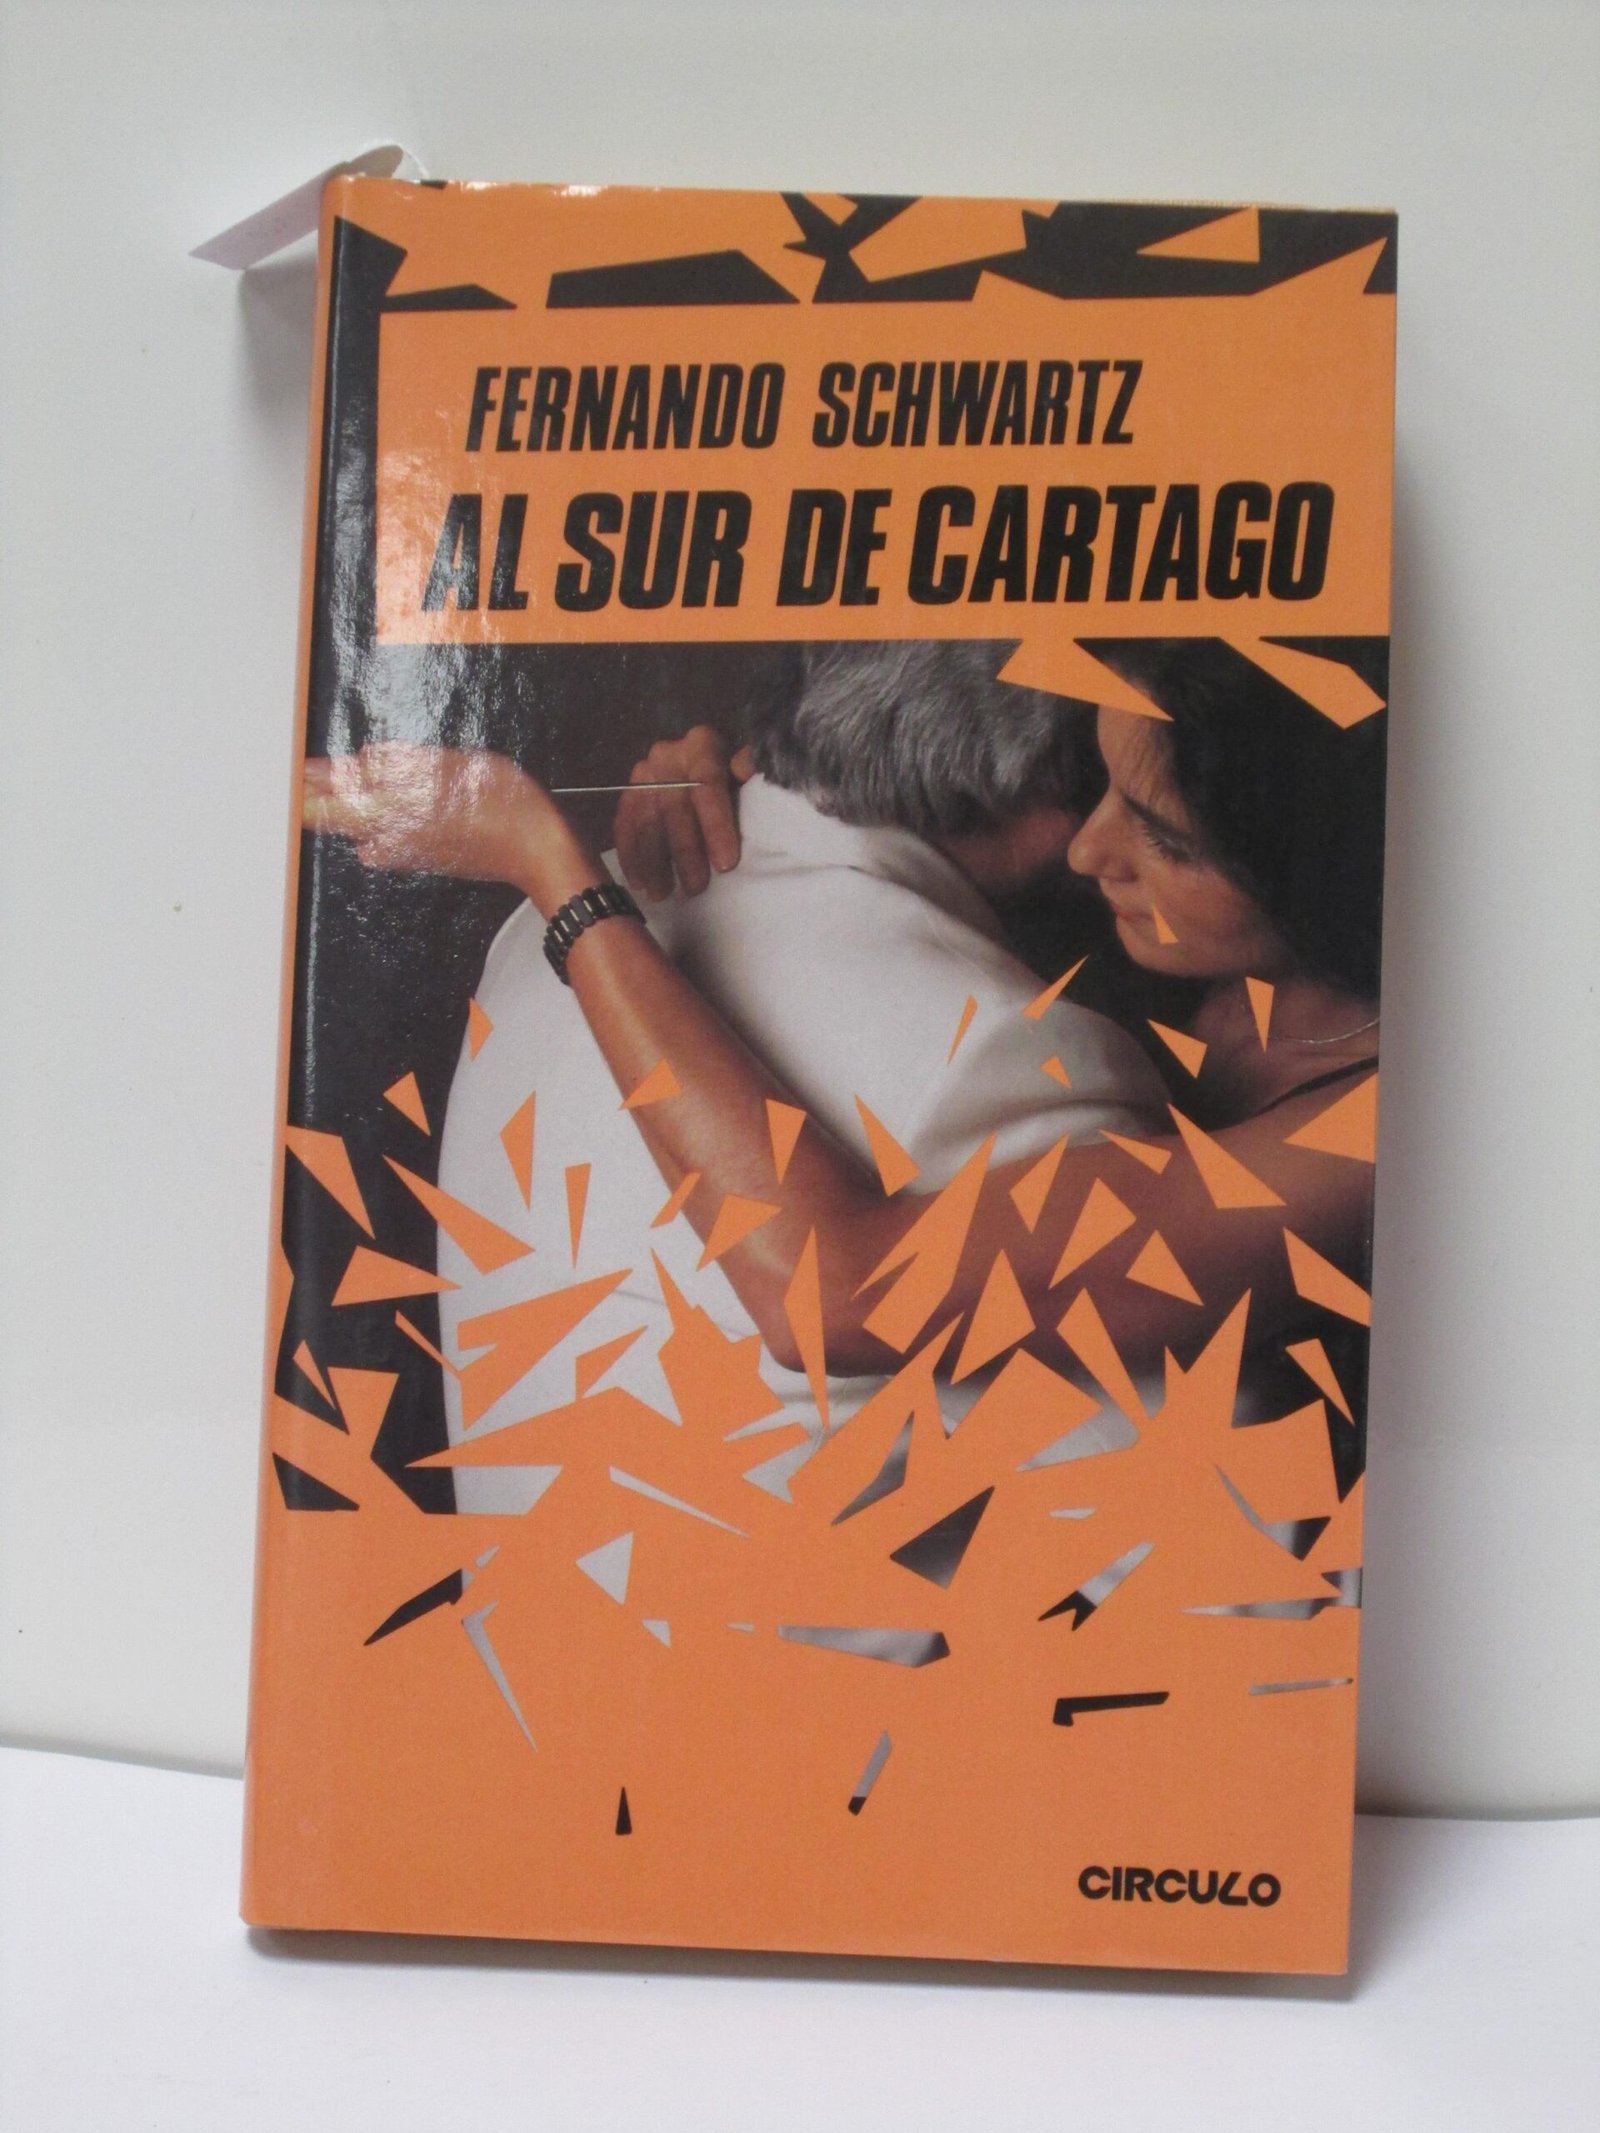 FERNANDO SCHWARTZ
AL SUR DE CARTAGO
CIRCULO